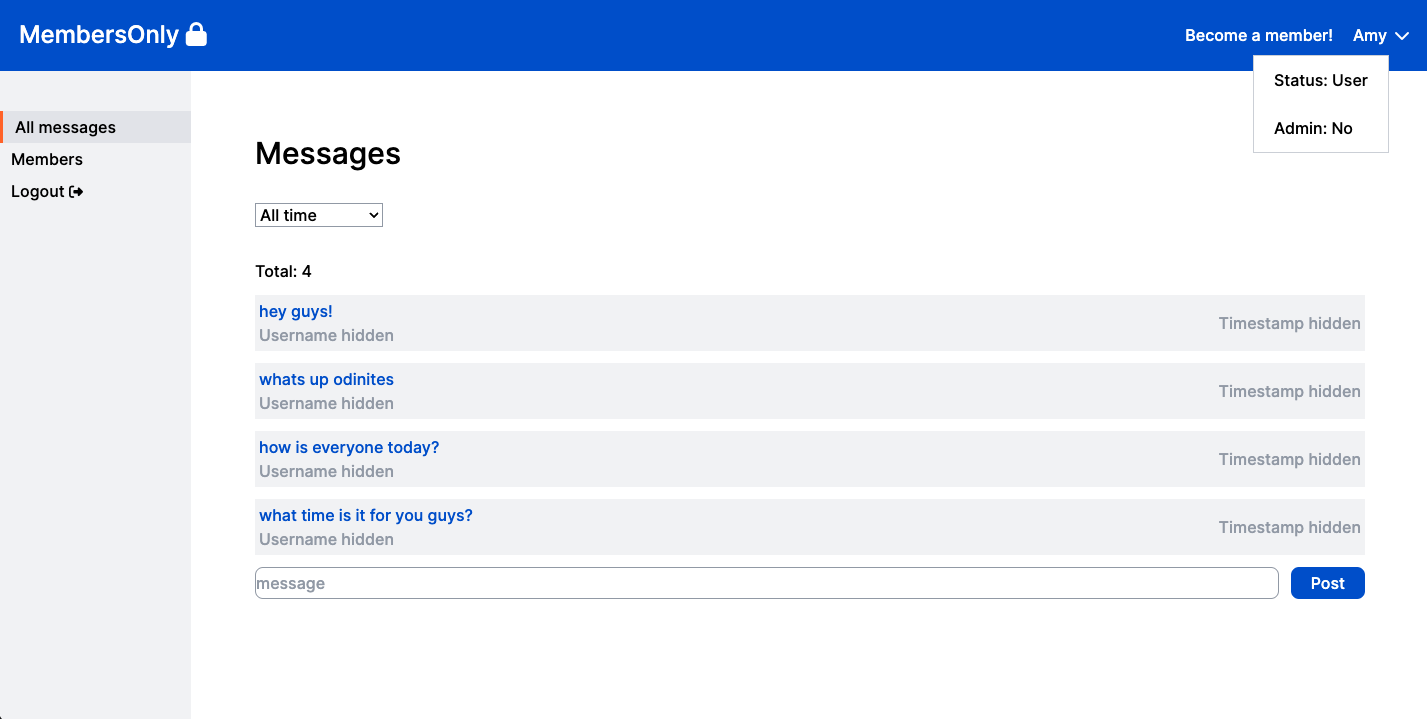 MembersOnly
Become a member!
Amy
Status: User
Admin: No
All messages
Members
Logout
Messages
All time
Total: 4
hey guys!
Username hidden
Timestamp hidden
whats up odinites
Username hidden
Timestamp hidden
how is everyone today?
Username hidden
Timestamp hidden
what time is it for you guys?
Username hidden
Timestamp hidden
message
Post